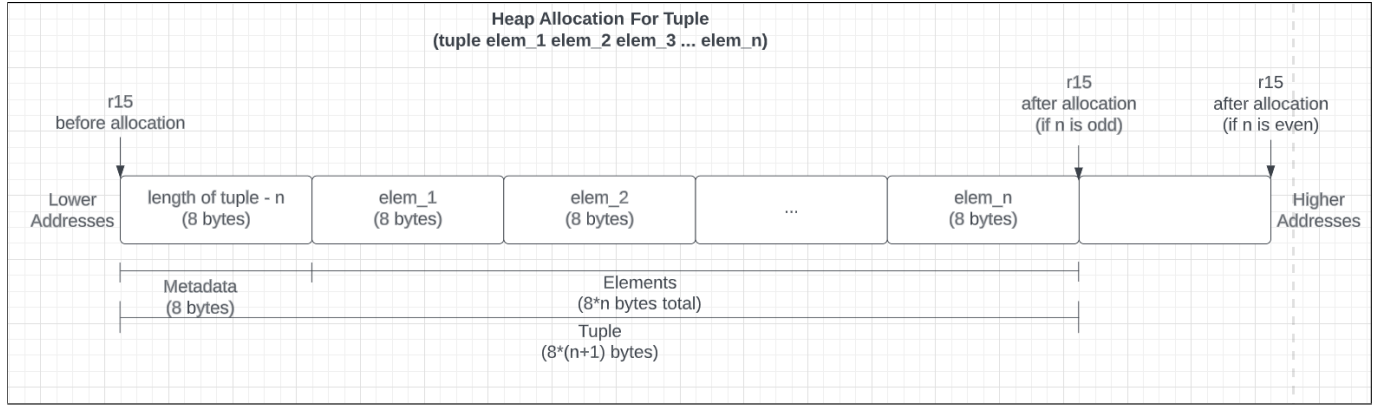 Heap Allocation For Tuple
(tuple elem_1 elem_2 elem_3 ... elem_n)
r15
before allocation
r15
after allocation
(if n is odd)
r15
after allocation
(if n is even)
Lower
Addresses
length of tuple - n
(8 bytes)
elem_1
(8 bytes)
elem_2
(8 bytes)
...
elem_n
(8 bytes)
Higher
Addresses
Metadata
(8 bytes)
Elements
(8*n bytes total)
Tuple
(8*(n+1) bytes)